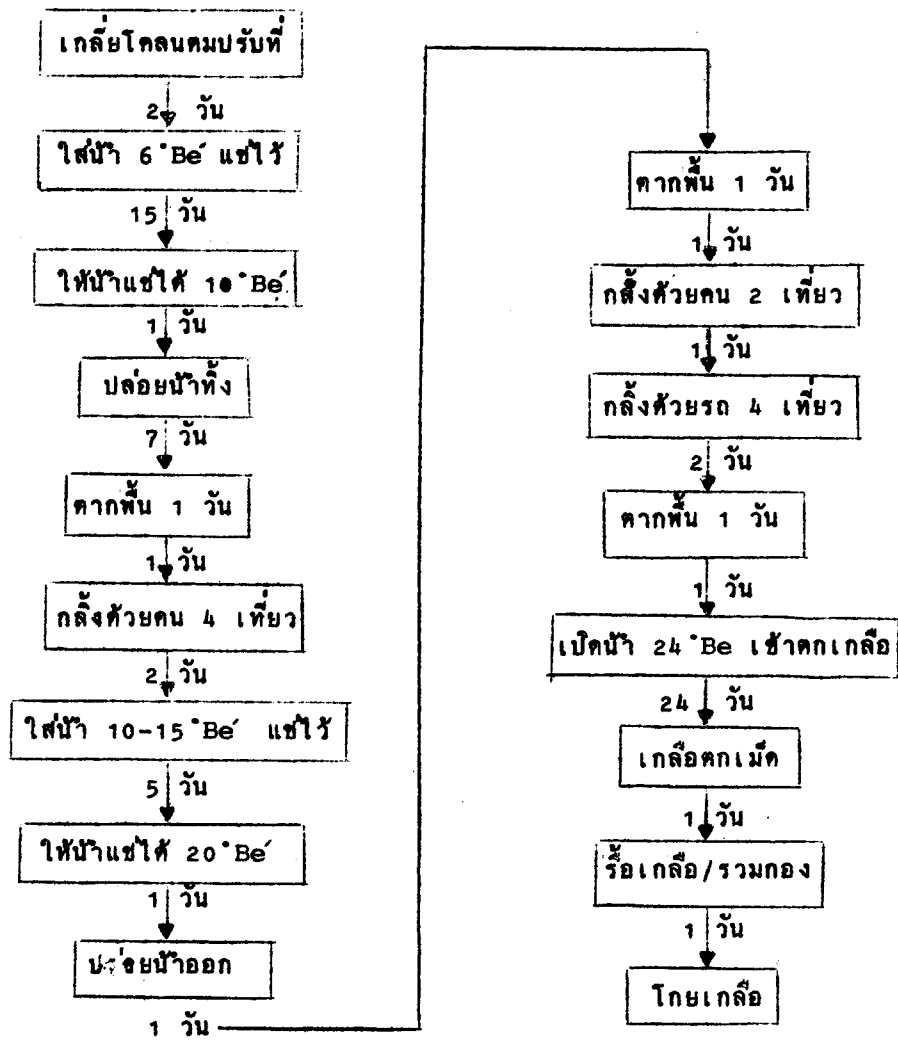 เกลี่ยโคลนตมปรับที่
2 วัน
ใส่น้ำ 6 °Be´ แช่ไว้
15 วัน
ให้น้ำแช่ได้ 10 °Be´
1 วัน
ปล่อยน้ำทิ้ง
7 วัน
ตากพื้น 1 วัน
1 วัน
กลิ้งด้วยคน 4 เที่ยว
2 วัน
ใส่น้ำ 10-15 °Be´ แช่ไว้
5 วัน
ให้น้ำแช่ได้ 20 °Be´
1 วัน
ปล่อยน้ำออก
1 วัน
ตากพื้น 1 วัน
1 วัน
กลิ้งด้วยคน 2 เที่ยว
1 วัน
กลิ้งด้วยรถ 4 เที่ยว
2 วัน
ตากพื้น 1 วัน
1 วัน
เปิดน้ำ 24 °Be เข้าตกเกลือ
24 วัน
เกลือตกเม็ด
1 วัน
รื้อเกลือ/รวมกอง
1 วัน
โกยเกลือ